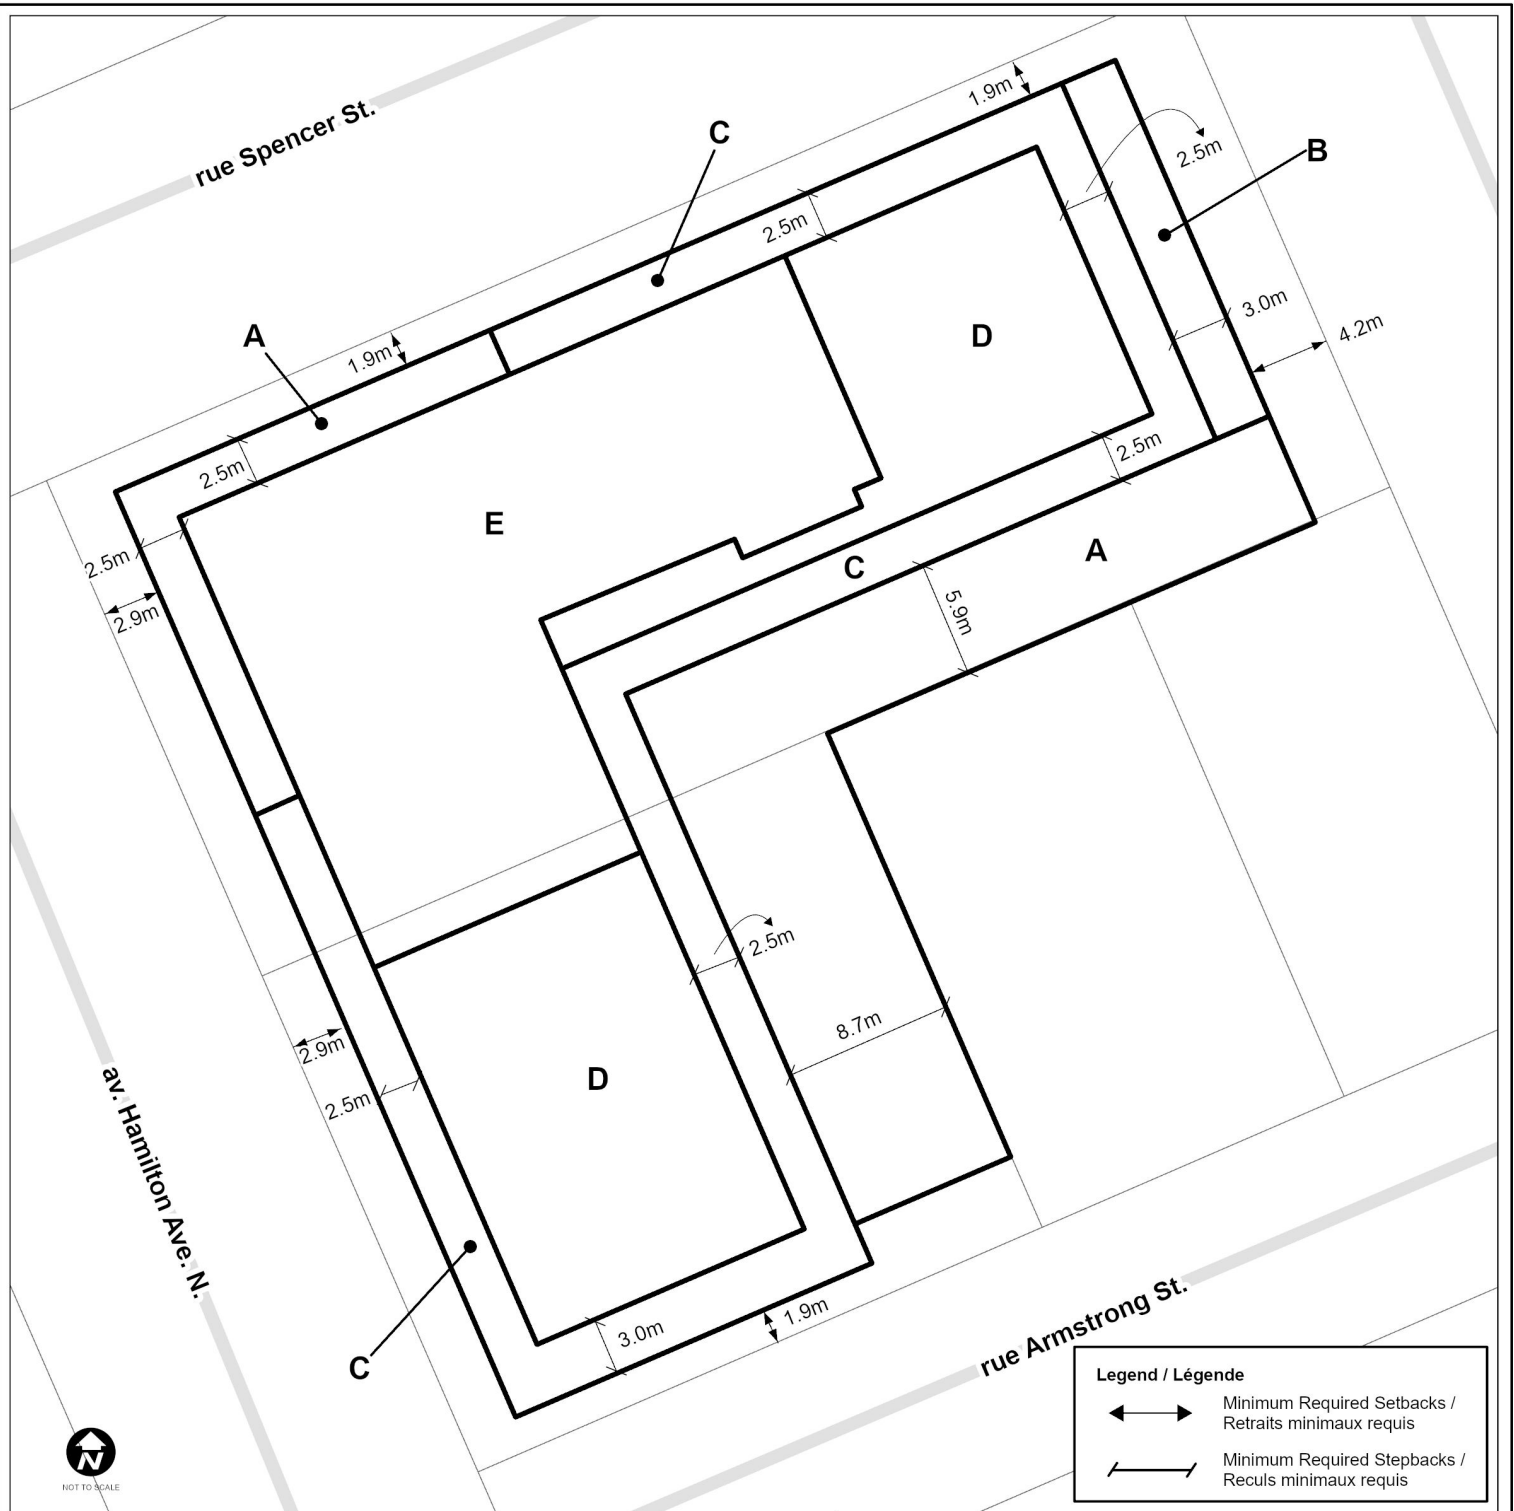 rue Spencer St.
1.9m
C
2.5m
B
2.5m
A
1.9m
D
3.0m
4.2m
2.5m
2.5m
E
2.5m
C
A
2.9m
5.9m
2.5m
8.7m
2.9m
D
2.5m
av. Hamilton Ave. N.
1.9m
3.0m
C
rue Armstrong St.
Legend / Légende
Minimum Required Setbacks /
Retraits minimaux requis
Minimum Required Stepbacks /
Reculs minimaux requis
N
NOT TO SCALE